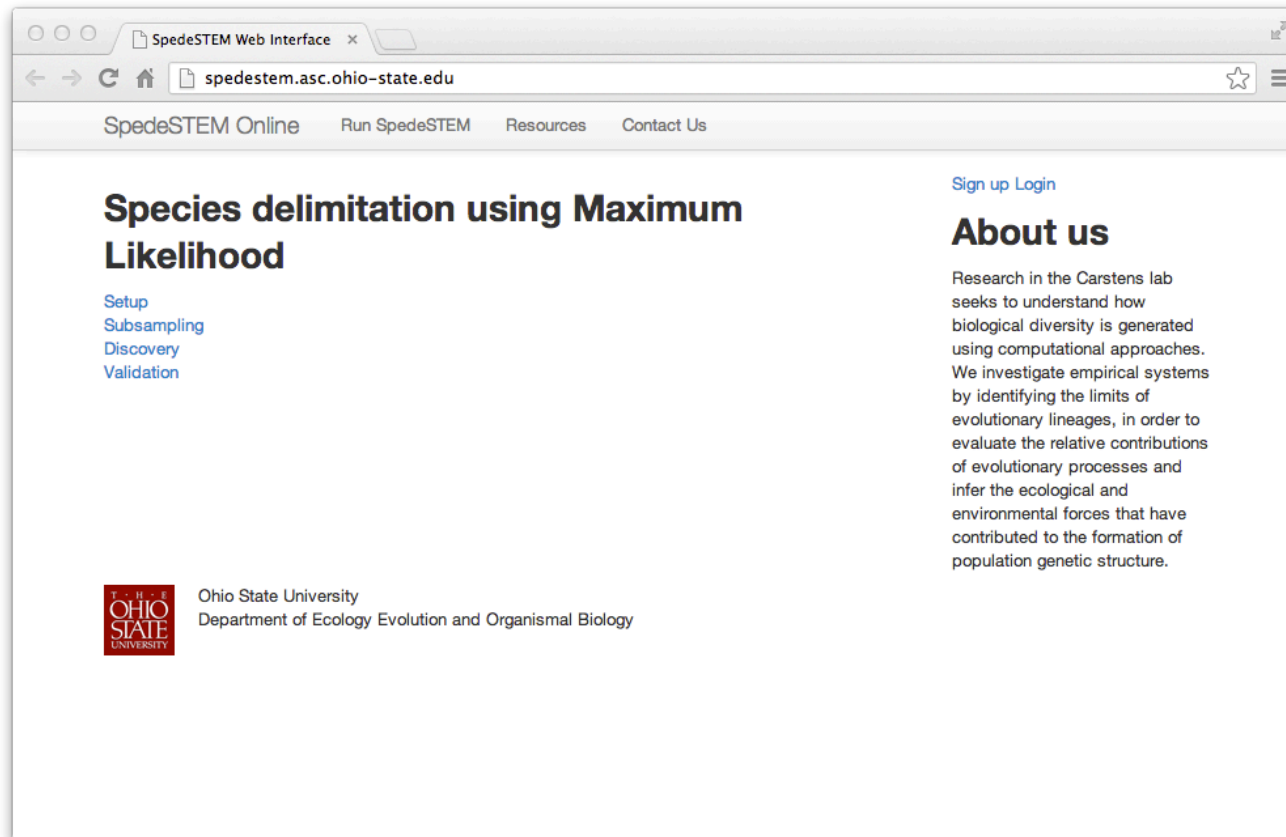 SpedeSTEM Web Interface
spedestem.asc.ohio-state.edu
SpedeSTEM Online Run SpedeSTEM Resources Contact Us
Species delimitation using Maximum
Likelihood
Setup
Subsampling
Discovery
Validation
Sign up Login
About us
Research in the Carstens lab
seeks to understand how
biological diversity is generated
using computational approaches.
We investigate empirical systems
by identifying the limits of
evolutionary lineages, in order to
evaluate the relative contributions
of evolutionary processes and
infer the ecological and
environmental forces that have
contributed to the formation of
population genetic structure.
T · H · E
OHIO
STATE
UNIVERSITY
Ohio State University
Department of Ecology Evolution and Organismal Biology